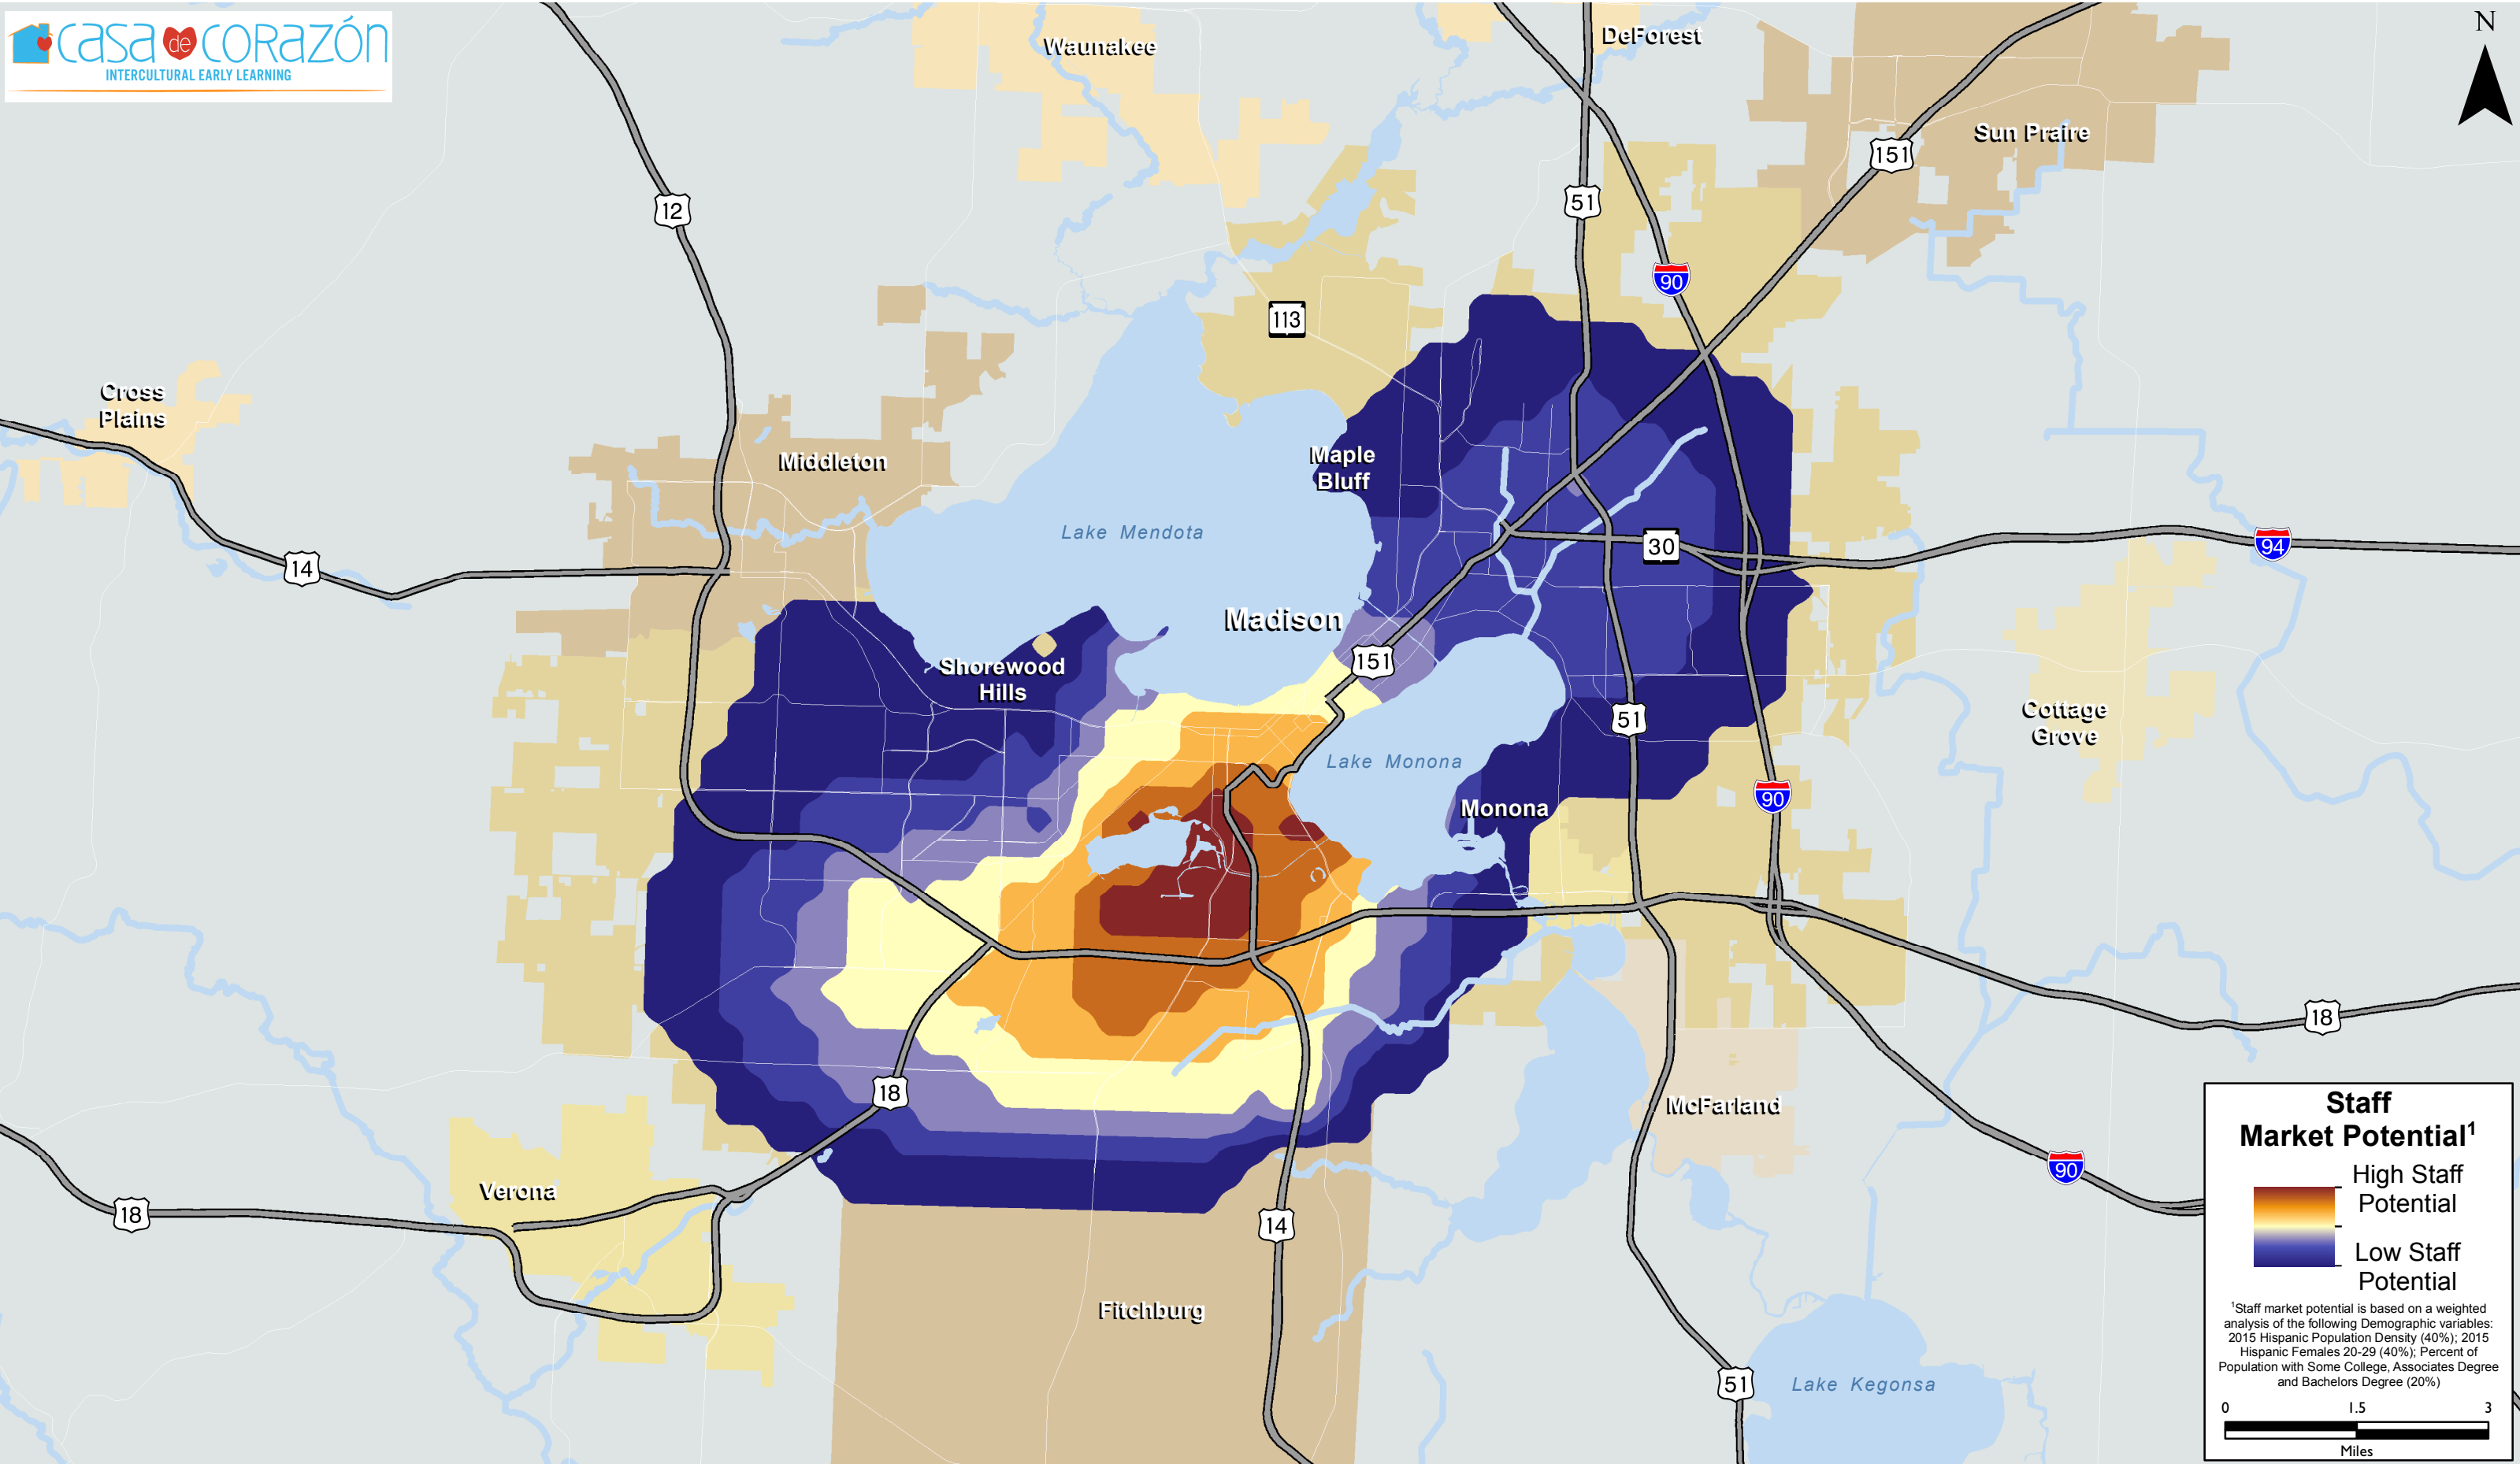 casa de corazón
INTERCULTURAL EARLY LEARNING
N
Waunakee
DeForest
Sun Praire
151
12
51
90
113
Cross
Plains
Middleton
Maple
Bluff
Lake Mendota
14
30
94
Madison
151
Shorewood
Hills
51
Cottage
Grove
Lake Monona
90
Monona
18
18
McFarland
90
Verona
18
14
Fitchburg
51
Lake Kegonsa
Staff
Market Potential¹
High Staff
Potential
Low Staff
Potential
¹Staff market potential is based on a weighted
analysis of the following Demographic variables:
2015 Hispanic Population Density (40%); 2015
Hispanic Females 20-29 (40%); Percent of
Population with Some College, Associates Degree
and Bachelors Degree (20%)
0 1.5 3
Miles